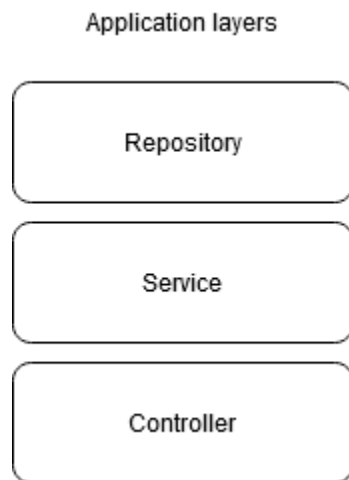 Application layers
Repository
Service
Controller